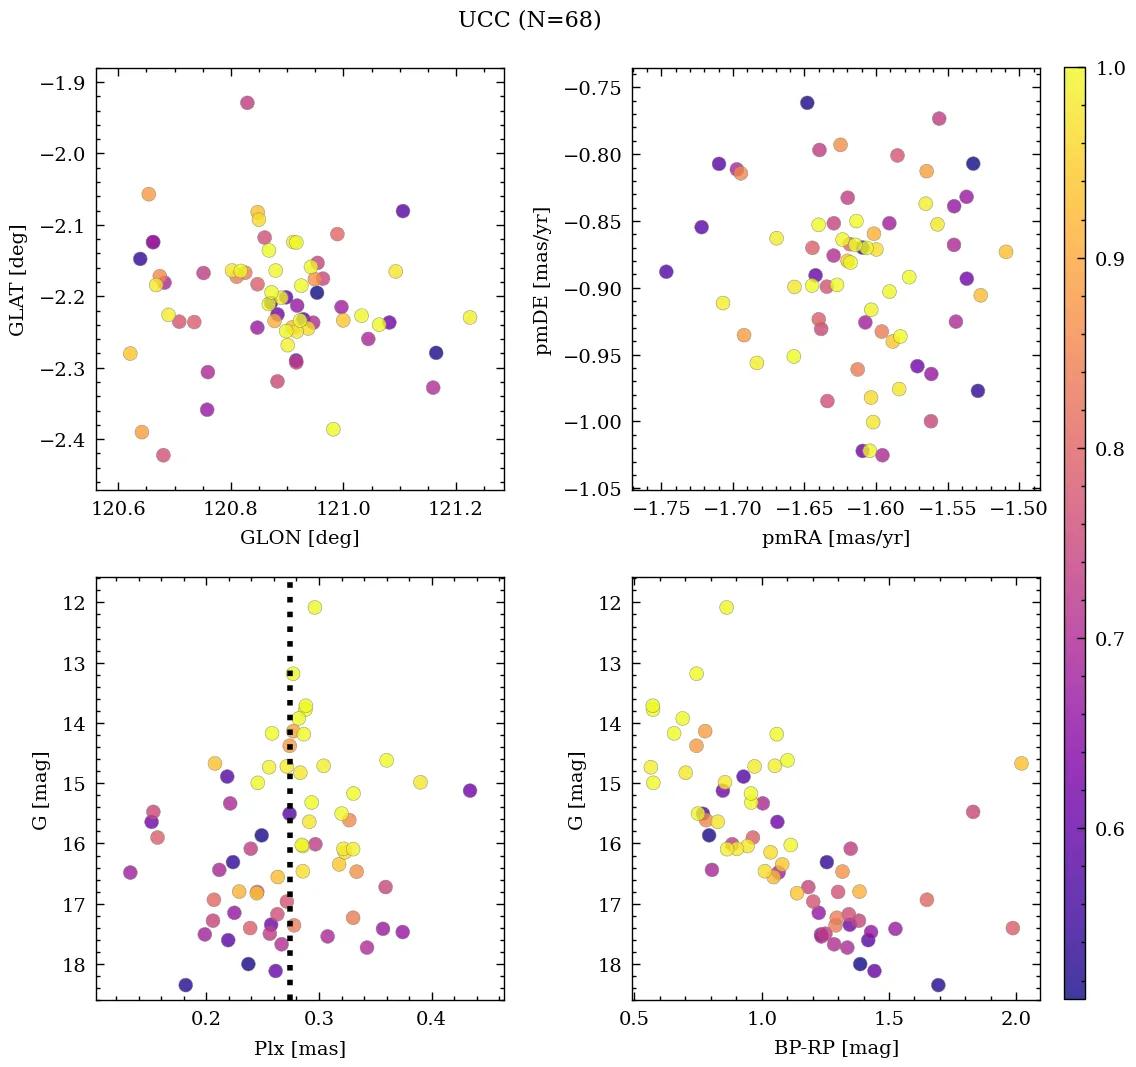 UCC (N=68)
−1.9
−2.0
−2.1
−2.2
−2.3
−2.4
GLAT [deg]
120.6 120.8 121.0 121.2
GLON [deg]
−0.75
−0.80
−0.85
−0.90
−0.95
−1.00
−1.05
pmDE [mas/yr]
−1.75 −1.70 −1.65 −1.60 −1.55 −1.50
pmRA [mas/yr]
12
13
14
15
16
17
18
G [mag]
0.2 0.3 0.4
Plx [mas]
12
13
14
15
16
17
18
G [mag]
0.5 1.0 1.5 2.0
BP-RP [mag]
1.0
0.9
0.8
0.7
0.6